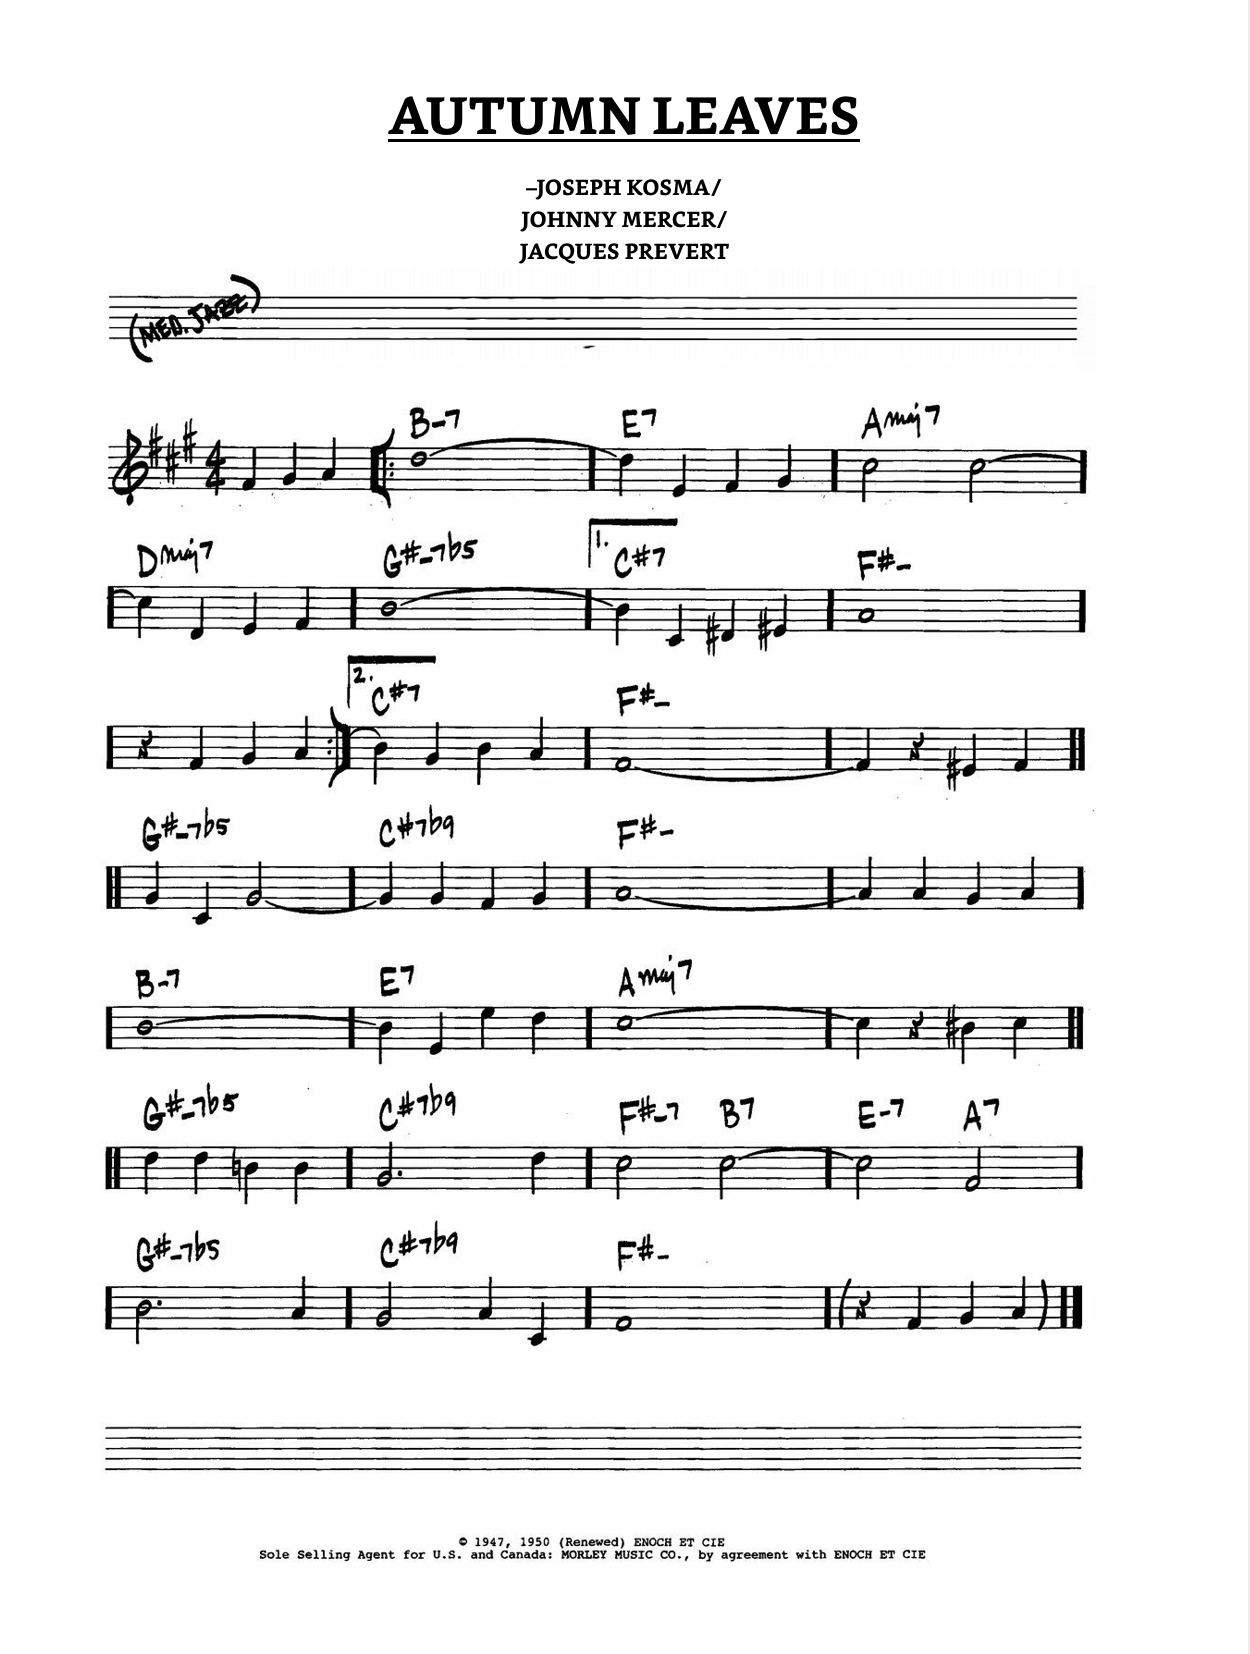 AUTUMN LEAVES
–JOSEPH KOSMA/
JOHNNY MERCER/
JACQUES PREVERT
(MED. JAZZ)
4/4 B-7 E7 Amaj7
Dmaj7 G#-7b5 1. C#7 F#-
2. C#7 F#-
G#-7b5 C#7b9 F#-
B-7 E7 Amaj7
G#-7b5 C#7b9 F#-7 B7 E-7 A7
G#-7b5 C#7b9 F#-
© 1947, 1950 (Renewed) ENOCH ET CIE
Sole Selling Agent for U.S. and Canada: MORLEY MUSIC CO., by agreement with ENOCH ET CIE